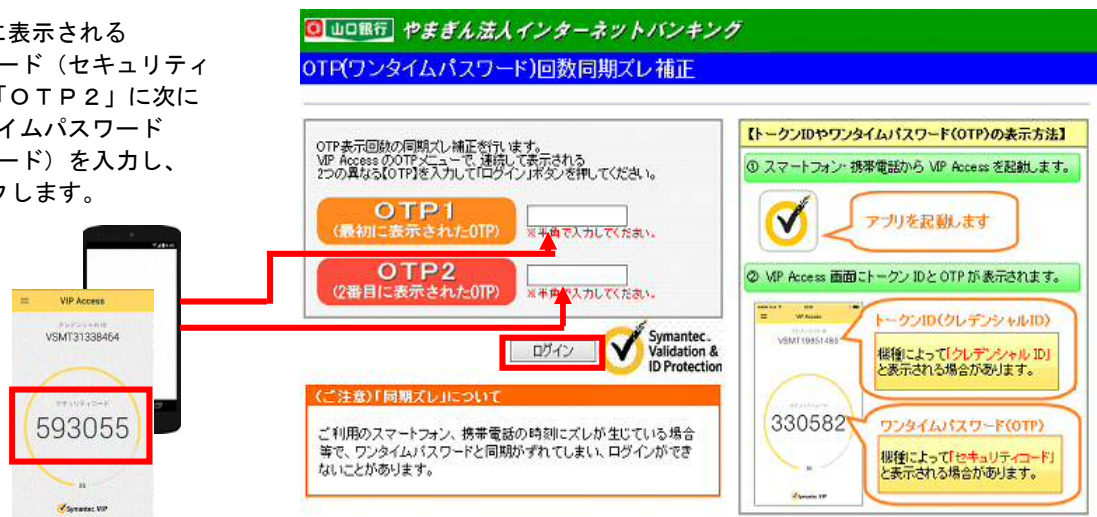 に表示される
ード（セキュリティ
「ＯＴＰ２」に次に
イムパスワード
ード）を入力し、
クします。
VIP Access
VSMT31338464
セキュリティコード
593055
Symantec VIP
山口銀行 やまぎん法人インターネットバンキング
OTP(ワンタイムパスワード)回数同期ズレ補正
OTP表示回数の同期ズレ補正を行います。
VIP AccessのOTPメニューで、連続して表示される
2つの異なる【OTP】を入力して「ログイン」ボタンを押してください。
OTP1
(最初に表示されたOTP)
※半角で入力してください。
OTP2
(2番目に表示されたOTP)
※半角で入力してください。
ログイン
Symantec.
Validation &
ID Protection
〈ご注意〉「同期ズレ」について
ご利用のスマートフォン、携帯電話の時刻にズレが生じている場合
等で、ワンタイムパスワードと同期がずれてしまい、ログインができ
ないことがあります。
【トークンIDやワンタイムパスワード(OTP)の表示方法】
① スマートフォン・携帯電話から VIP Access を起動します。
アプリを起動します
② VIP Access 画面にトークン IDと OTP が表示されます。
VIP Access
VSMT19851485
330582
Symantec VIP
トークンID(クレデンシャルID)
機種によって「クレデンシャル ID」
と表示される場合があります。
ワンタイムパスワード(OTP)
機種によって「セキュリティコード」
と表示される場合があります。